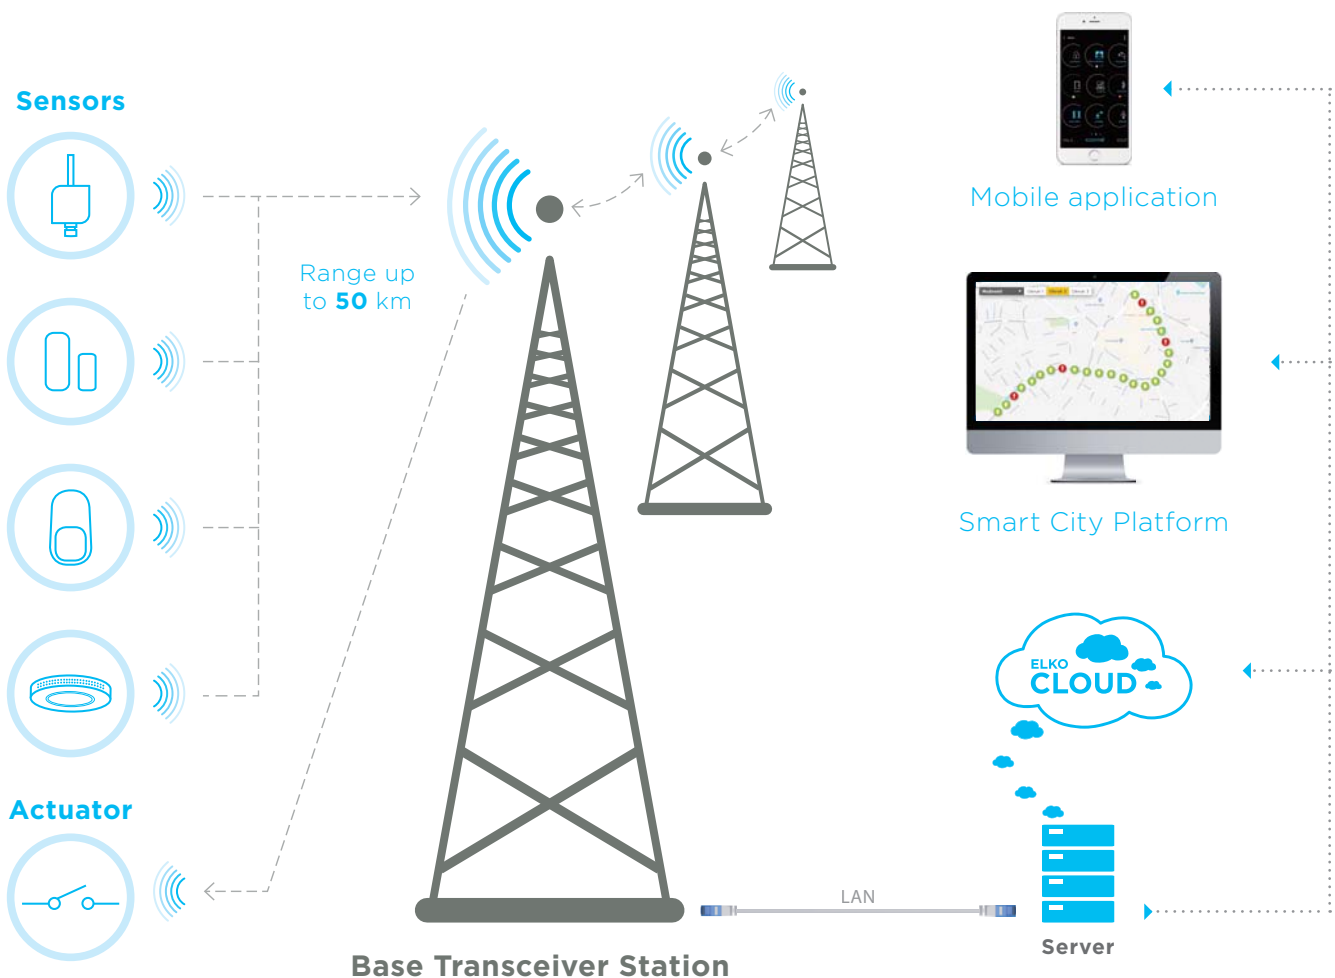 Sensors
Range up
to 50 km
Mobile application
Smart City Platform
ELKO
CLOUD
Actuator
LAN
Server
Base Transceiver Station